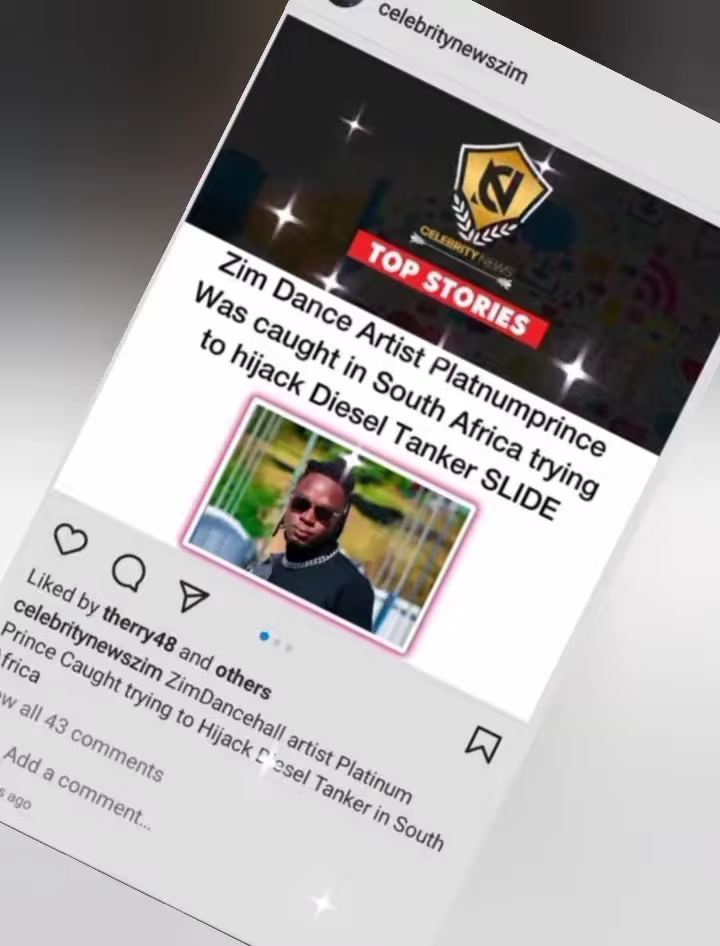 celebritynewszim
CELEBRITY NEWS
TOP STORIES
Zim Dance Artist Platnumprince
Was caught in South Africa trying
to hijack Diesel Tanker SLIDE
Liked by therry48 and others
celebritynewszim ZimDancehall artist Platinum
Prince Caught trying to Hijack Diesel Tanker in South
frica
w all 43 comments
Add a comment...
s ago